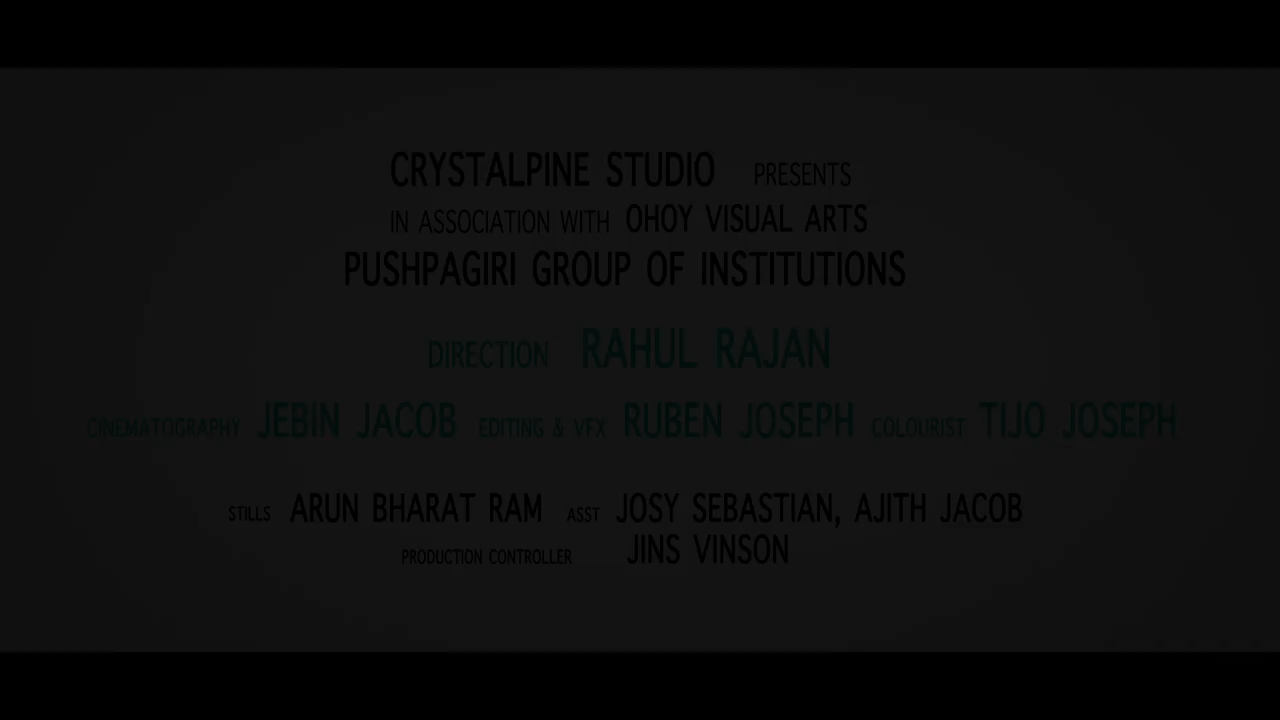 CRYSTALPINE STUDIO PRESENTS
IN ASSOCIATION WITH OHOY VISUAL ARTS
PUSHPAGIRI GROUP OF INSTITUTIONS
DIRECTION RAHUL RAJAN
CINEMATOGRAPHY JEBIN JACOB EDITING & VFX RUBEN JOSEPH COLOURIST TIJO JOSEPH
STILLS ARUN BHARAT RAM ASST JOSY SEBASTIAN, AJITH JACOB
PRODUCTION CONTROLLER JINS VINSON